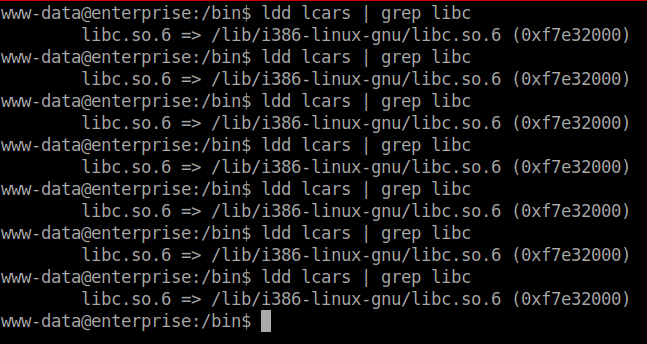 www-data@enterprise:/bin$ ldd lcars | grep libc
        libc.so.6 => /lib/i386-linux-gnu/libc.so.6 (0xf7e32000)
www-data@enterprise:/bin$ ldd lcars | grep libc
        libc.so.6 => /lib/i386-linux-gnu/libc.so.6 (0xf7e32000)
www-data@enterprise:/bin$ ldd lcars | grep libc
        libc.so.6 => /lib/i386-linux-gnu/libc.so.6 (0xf7e32000)
www-data@enterprise:/bin$ ldd lcars | grep libc
        libc.so.6 => /lib/i386-linux-gnu/libc.so.6 (0xf7e32000)
www-data@enterprise:/bin$ ldd lcars | grep libc
        libc.so.6 => /lib/i386-linux-gnu/libc.so.6 (0xf7e32000)
www-data@enterprise:/bin$ ldd lcars | grep libc
        libc.so.6 => /lib/i386-linux-gnu/libc.so.6 (0xf7e32000)
www-data@enterprise:/bin$ ldd lcars | grep libc
        libc.so.6 => /lib/i386-linux-gnu/libc.so.6 (0xf7e32000)
www-data@enterprise:/bin$